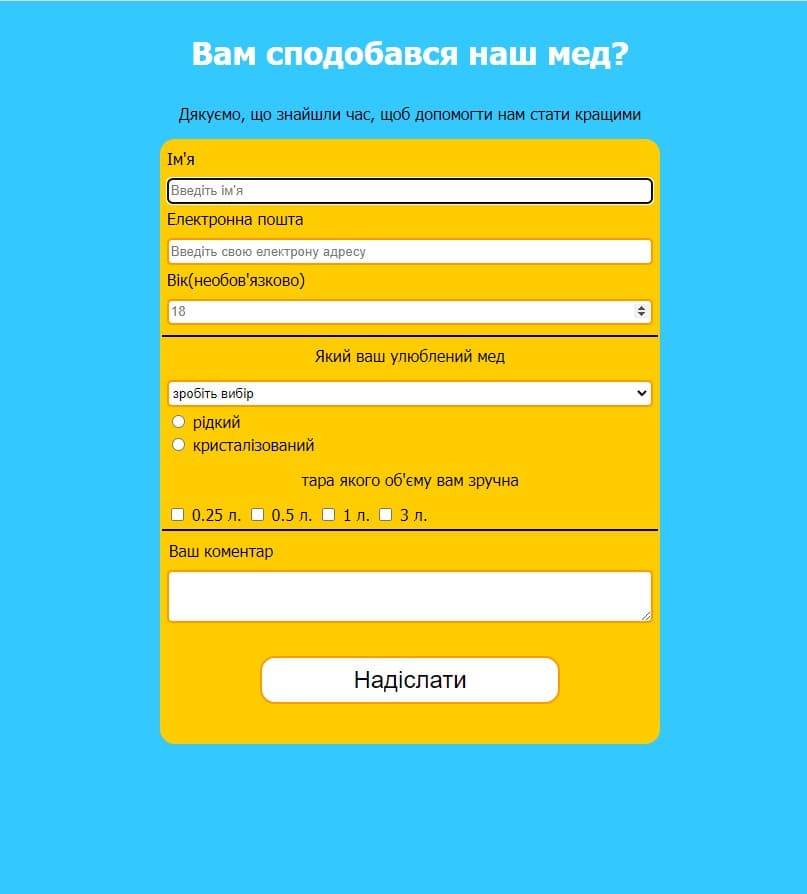 Вам сподобався наш мед?
Дякуємо, що знайшли час, щоб допомогти нам стати кращими
Ім'я
Введіть ім'я
Електронна пошта
Введіть свою електрону адресу
Вік(необов'язково)
18
Який ваш улюблений мед
зробіть вибір
рідкий
кристалізований
тара якого об'єму вам зручна
0.25 л. 0.5 л. 1 л. 3 л.
Ваш коментар
Надіслати